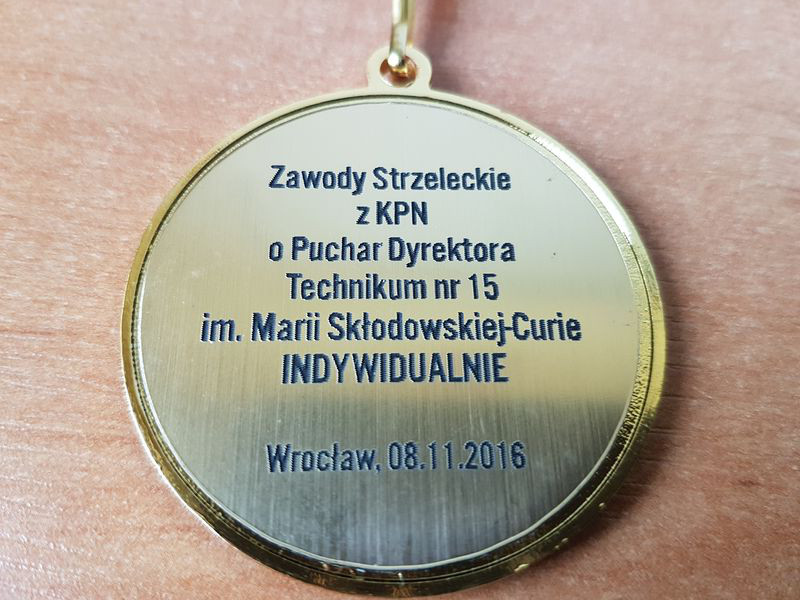 Zawody Strzeleckie
z KPN
o Puchar Dyrektora
Technikum nr 15
im. Marii Skłodowskiej-Curie
INDYWIDUALNIE
Wrocław, 08.11.2016